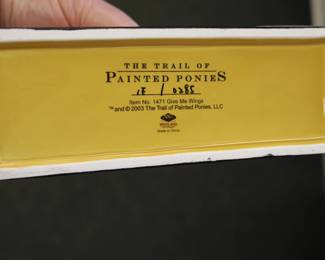 THE TRAIL OF
PAINTED PONIES
1E / 0285
Item No. 1471 Give Me Wings
™ and © 2003 The Trail of Painted Ponies, LLC
Made in China